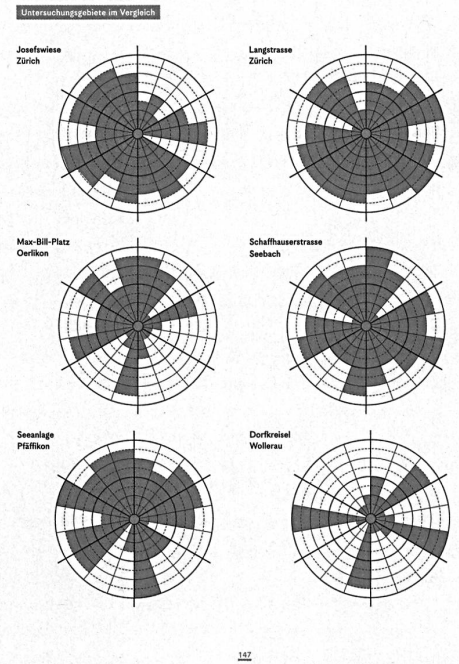 Untersuchungsgebiete im Vergleich
Josefswiese
Zürich
Langstrasse
Zürich
Max-Bill-Platz
Oerlikon
Schaffhauserstrasse
Seebach
Seeanlage
Pfäffikon
Dorfkreisel
Wollerau
147